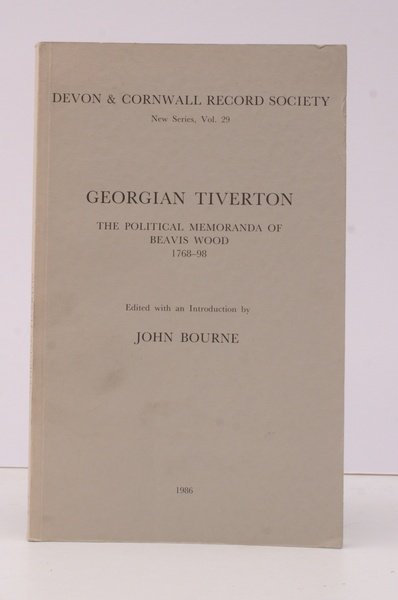 DEVON & CORNWALL RECORD SOCIETY
New Series, Vol. 29
GEORGIAN TIVERTON
THE POLITICAL MEMORANDA OF
BEAVIS WOOD
1768–98
Edited with an Introduction by
JOHN BOURNE
1986